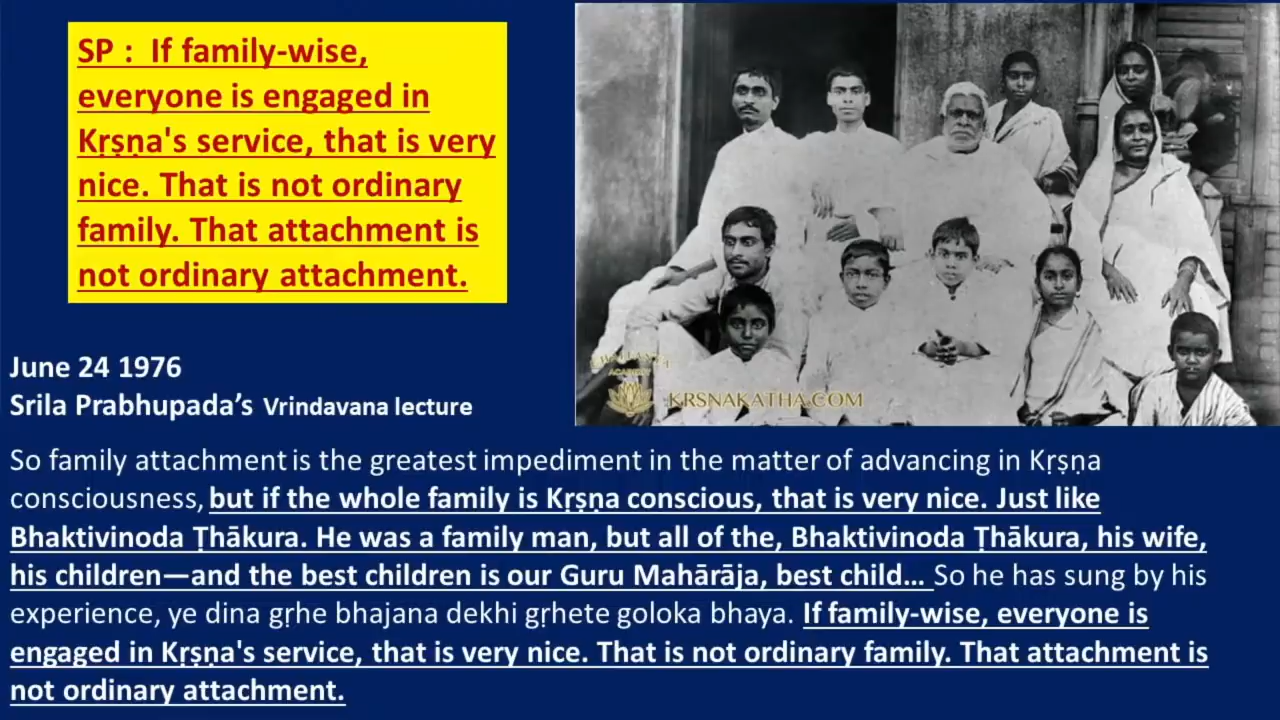 SP :  If family-wise,
everyone is engaged in
Kṛṣṇa's service, that is very
nice. That is not ordinary
family. That attachment is
not ordinary attachment.
ACADEMY
KRSNAKATHA.COM
June 24 1976
Srila Prabhupada’s Vrindavana lecture
So family attachment is the greatest impediment in the matter of advancing in Kṛṣṇa
consciousness, but if the whole family is Kṛṣṇa conscious, that is very nice. Just like
Bhaktivinoda Ṭhākura. He was a family man, but all of the, Bhaktivinoda Ṭhākura, his wife,
his children—and the best children is our Guru Mahārāja, best child... So he has sung by his
experience, ye dina gṛhe bhajana dekhi gṛhete goloka bhaya. If family-wise, everyone is
engaged in Kṛṣṇa's service, that is very nice. That is not ordinary family. That attachment is
not ordinary attachment.